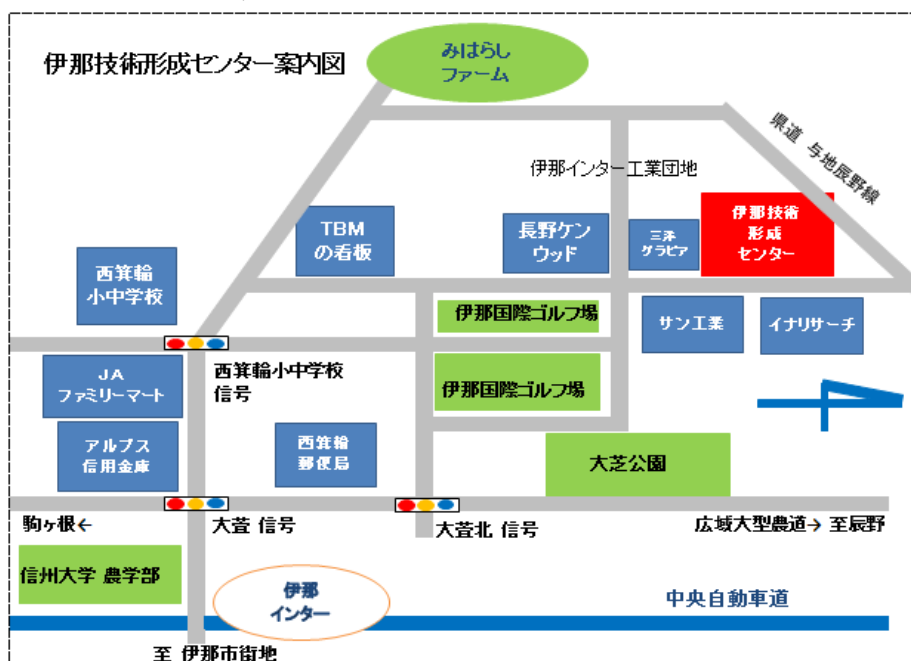 伊那技術形成センター案内図
みはらし
ファーム
県道 与地辰野線
伊那インター工業団地
TBM
の看板
長野ケン
ウッド
三洋
グラビア
伊那技術
形成
センター
西箕輪
小中学校
伊那国際ゴルフ場
サン工業
イナリサーチ
JA
ファミリーマート
西箕輪小中学校
信号
伊那国際ゴルフ場
アルプス
信用金庫
西箕輪
郵便局
大芝公園
駒ヶ根←
大萱 信号
大萱北 信号
広域大型農道→ 至辰野
信州大学 農学部
伊那
インター
中央自動車道
至 伊那市街地